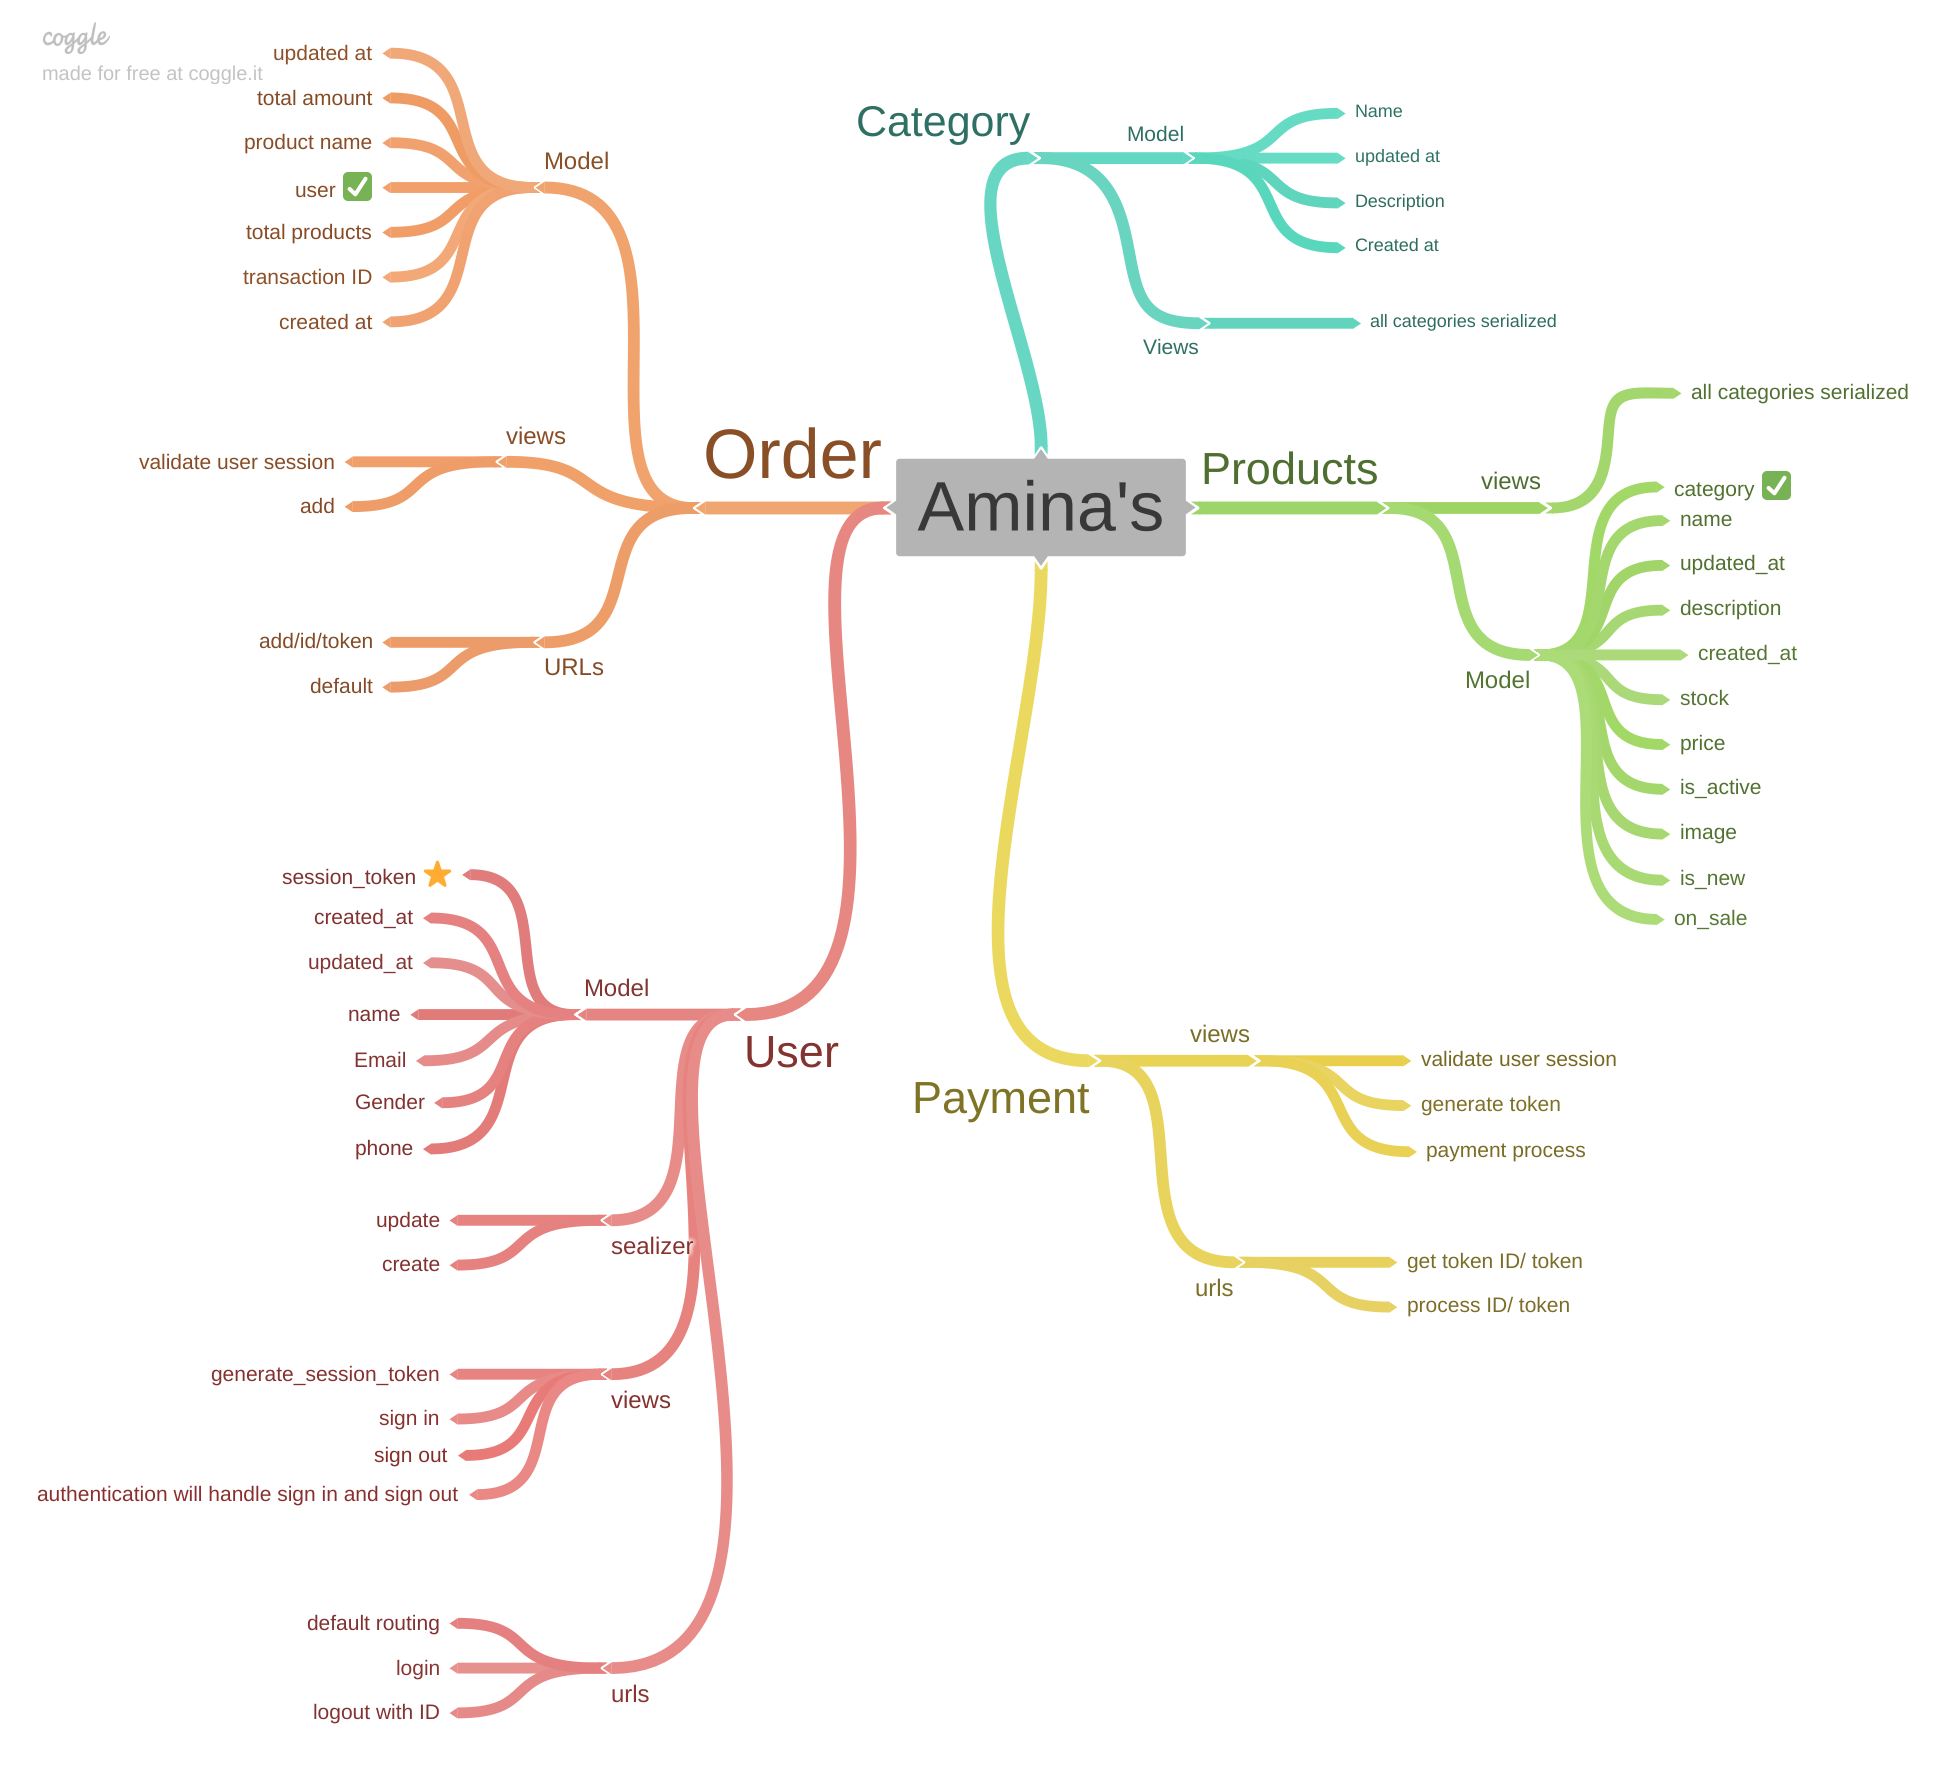 coggle
made for free at coggle.it
Amina's
Order
Model
updated at
total amount
product name
user
total products
transaction ID
created at
views
validate user session
add
URLs
add/id/token
default
Category
Model
Name
updated at
Description
Created at
Views
all categories serialized
Products
views
all categories serialized
Model
category
name
updated_at
description
created_at
stock
price
is_active
image
is_new
on_sale
User
Model
session_token
created_at
updated_at
name
Email
Gender
phone
sealizer
update
create
views
generate_session_token
sign in
sign out
authentication will handle sign in and sign out
urls
default routing
login
logout with ID
Payment
views
validate user session
generate token
payment process
urls
get token ID/ token
process ID/ token